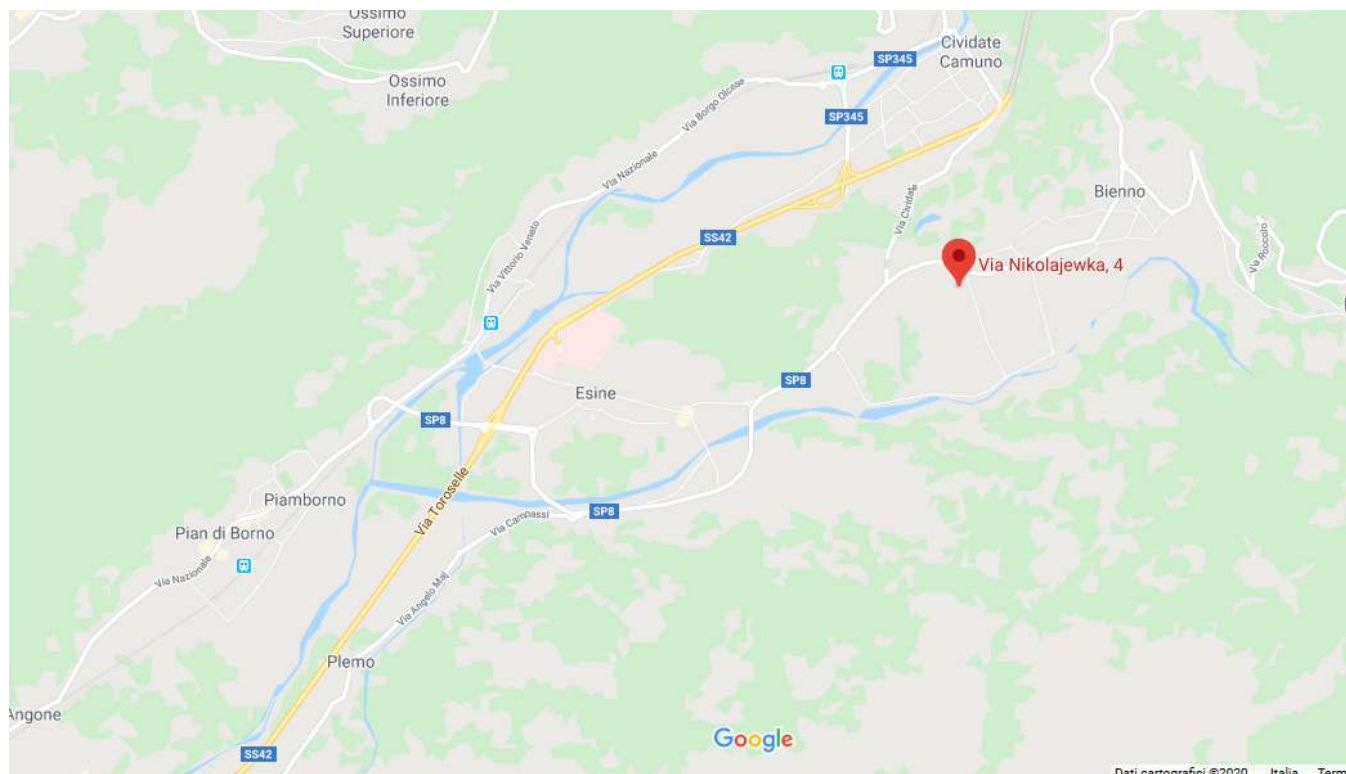 Ossimo
Superiore
Ossimo
Inferiore
Cividate
Camuno
SP345
SP345
Via Borgo Olcese
Via Nazionale
Bienno
Via Cividate
Via Roccolo
Via Vittorio Veneto
SS42
Via Nikolajewka, 4
Esine
SP8
SP8
Via Toroselle
Piamborno
Pian di Borno
SP8
Via Campassi
Via Nazionale
Via Angelo Maj
Plemo
Angone
SS42
Google
Dati cartografici ©2020 Italia Term